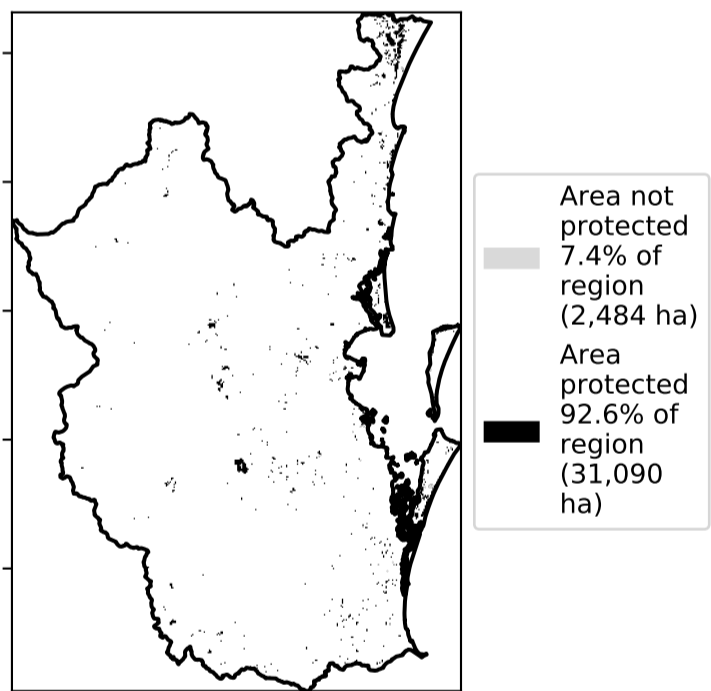 Area not
protected
7.4% of
region
(2,484 ha)
Area
protected
92.6% of
region
(31,090
ha)